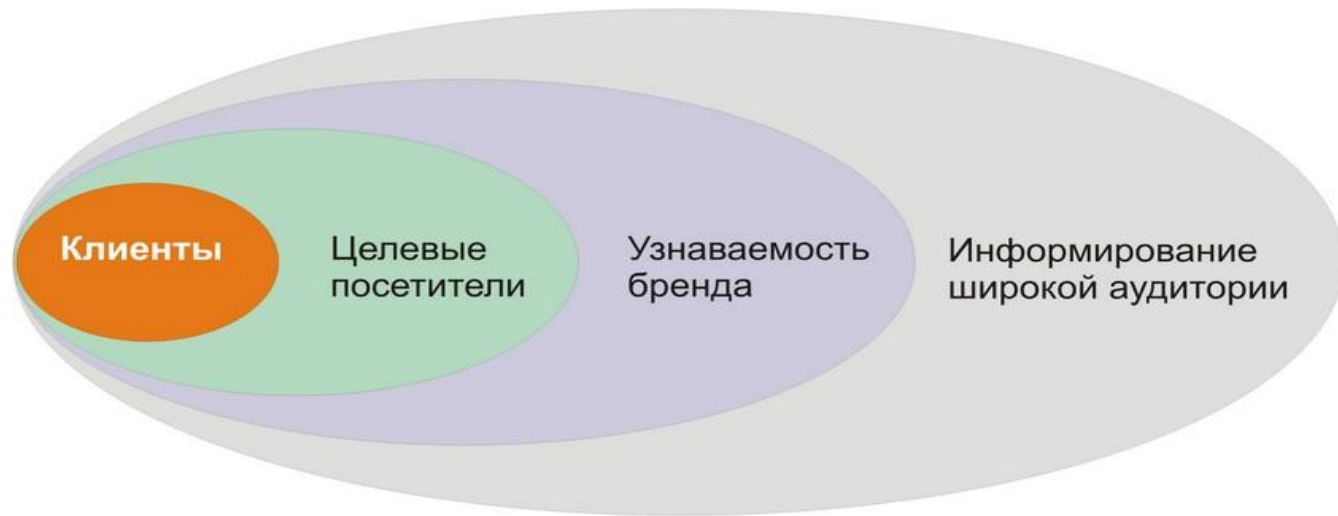 Клиенты
Целевые
посетители
Узнаваемость
бренда
Информирование
широкой аудитории